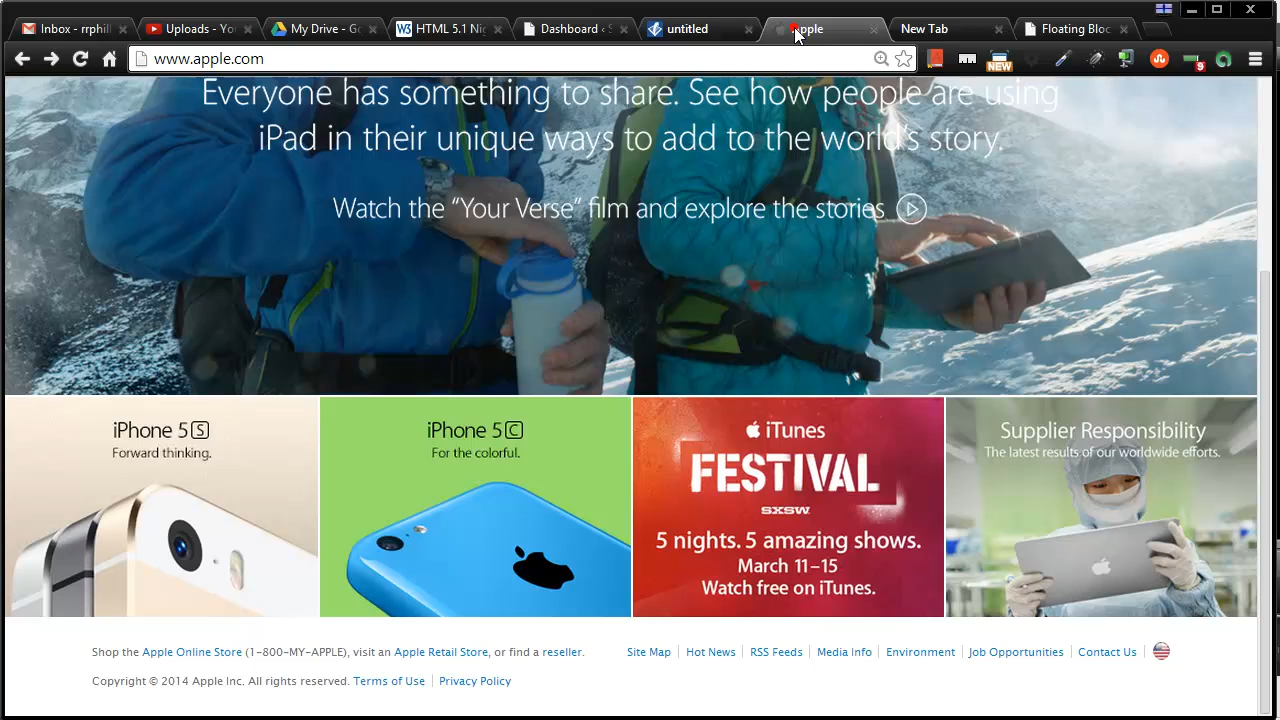 Inbox - rrphill
Uploads - Yo
My Drive - Go
HTML 5.1 Nig
Dashboard ‹ S
untitled
pple
New Tab
Floating Bloc
www.apple.com
NEW
9
Everyone has something to share. See how people are using
iPad in their unique ways to add to the world's story.
Watch the “Your Verse” film and explore the stories
iPhone 5S
Forward thinking.
iPhone 5C
For the colorful.
iTunes
FESTIVAL
SXSW
5 nights. 5 amazing shows.
March 11–15
Watch free on iTunes.
Supplier Responsibility
The latest results of our worldwide efforts.
Shop the Apple Online Store (1-800-MY-APPLE), visit an Apple Retail Store, or find a reseller.
Site Map
Hot News
RSS Feeds
Media Info
Environment
Job Opportunities
Contact Us
Copyright © 2014 Apple Inc. All rights reserved. Terms of Use
Privacy Policy